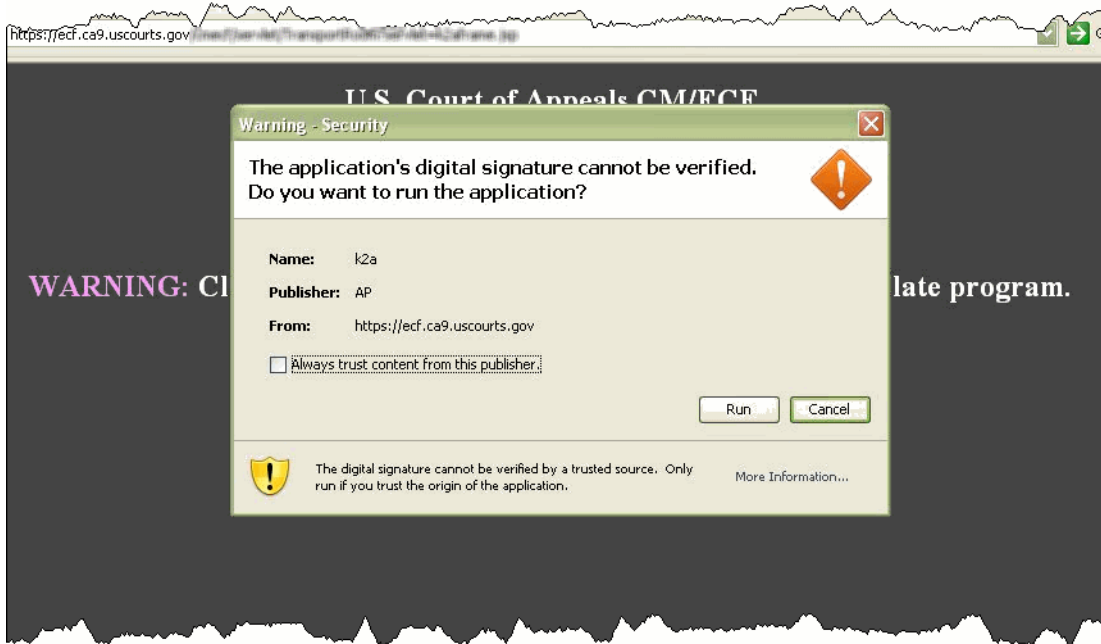 https://ecf.ca9.uscourts.gov
U.S. Court of Appeals CM/ECF
Warning - Security
The application's digital signature cannot be verified.
Do you want to run the application?
Name: k2a
WARNING: Cl late program.
Publisher: AP
From: https://ecf.ca9.uscourts.gov
Always trust content from this publisher.
Run Cancel
The digital signature cannot be verified by a trusted source. Only
run if you trust the origin of the application.
More Information...